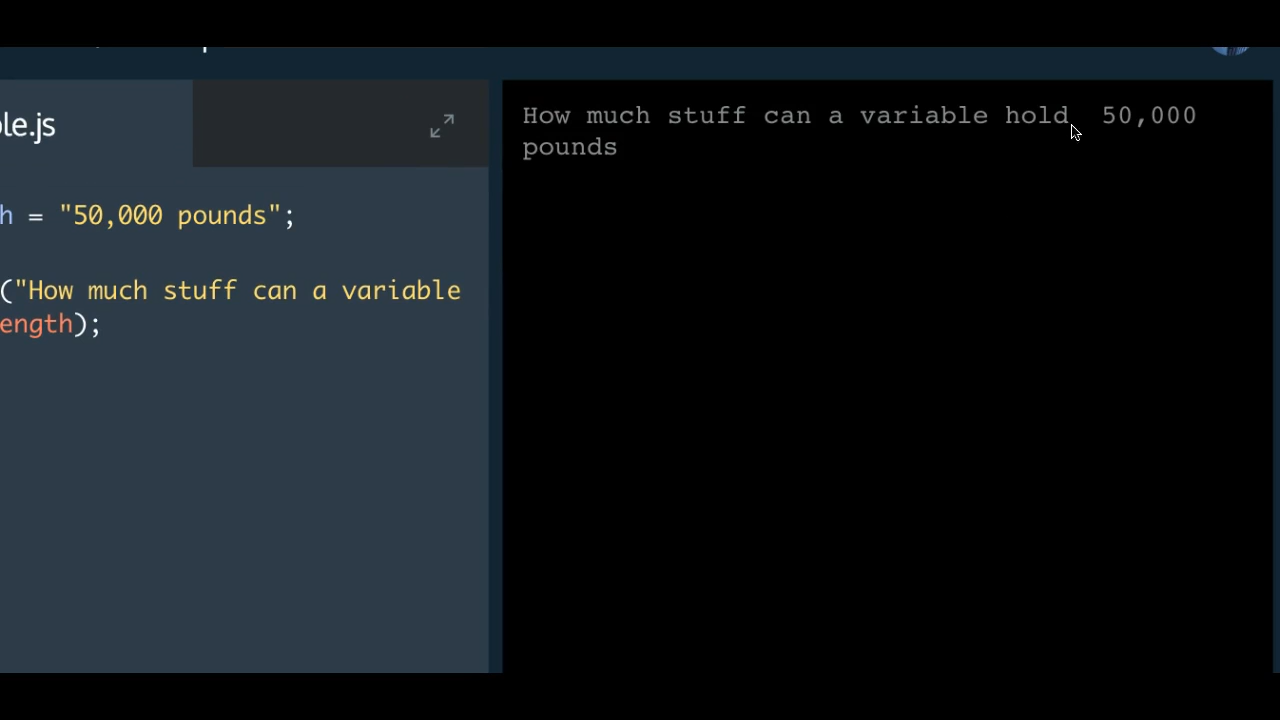 le.js
h = "50,000 pounds";
("How much stuff can a variable
ength);
How much stuff can a variable hold 50,000
pounds